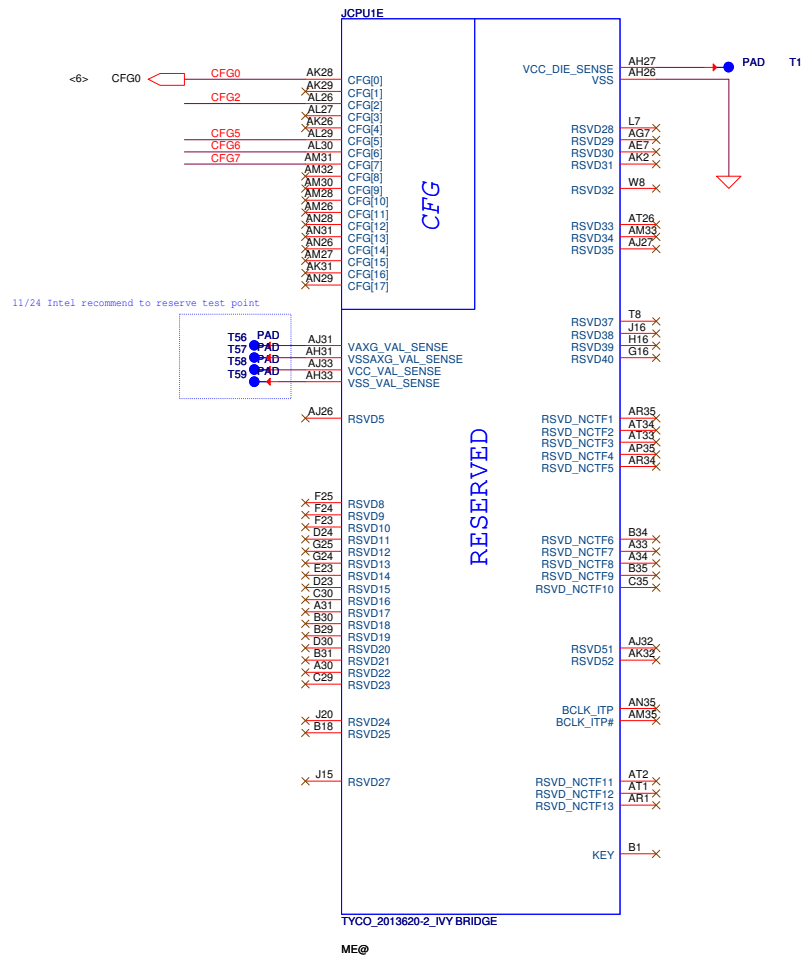 JCPU1E
<6> CFG0 CFG0 AK28 CFG[0]
AK29 CFG[1]
CFG2 AL26 CFG[2]
AL27 CFG[3]
AK26 CFG[4]
CFG5 AL29 CFG[5]
CFG6 AL30 CFG[6]
CFG7 AM31 CFG[7]
AM32 CFG[8]
AM30 CFG[9]
AM28 CFG[10]
AM26 CFG[11]
AN28 CFG[12]
AN31 CFG[13]
AN26 CFG[14]
AM27 CFG[15]
AK31 CFG[16]
AN29 CFG[17]
CFG
11/24 Intel recommend to reserve test point
T56 PAD AJ31 VAXG_VAL_SENSE
T57 PAD AH31 VSSAXG_VAL_SENSE
T58 PAD AJ33 VCC_VAL_SENSE
T59 PAD AH33 VSS_VAL_SENSE
AJ26 RSVD5
RESERVED
F25 RSVD8
F24 RSVD9
F23 RSVD10
D24 RSVD11
G25 RSVD12
G24 RSVD13
E23 RSVD14
D23 RSVD15
C30 RSVD16
A31 RSVD17
B30 RSVD18
B29 RSVD19
D30 RSVD20
B31 RSVD21
A30 RSVD22
C29 RSVD23
J20 RSVD24
B18 RSVD25
J15 RSVD27
VCC_DIE_SENSE AH27 PAD T1
VSS AH26
RSVD28 L7
RSVD29 AG7
RSVD30 AE7
RSVD31 AK2
RSVD32 W8
RSVD33 AT26
RSVD34 AM33
RSVD35 AJ27
RSVD37 T8
RSVD38 J16
RSVD39 H16
RSVD40 G16
RSVD_NCTF1 AR35
RSVD_NCTF2 AT34
RSVD_NCTF3 AT33
RSVD_NCTF4 AP35
RSVD_NCTF5 AR34
RSVD_NCTF6 B34
RSVD_NCTF7 A33
RSVD_NCTF8 A34
RSVD_NCTF9 B35
RSVD_NCTF10 C35
RSVD51 AJ32
RSVD52 AK32
BCLK_ITP AN35
BCLK_ITP# AM35
RSVD_NCTF11 AT2
RSVD_NCTF12 AT1
RSVD_NCTF13 AR1
KEY B1
TYCO_2013620-2_IVY BRIDGE
ME@